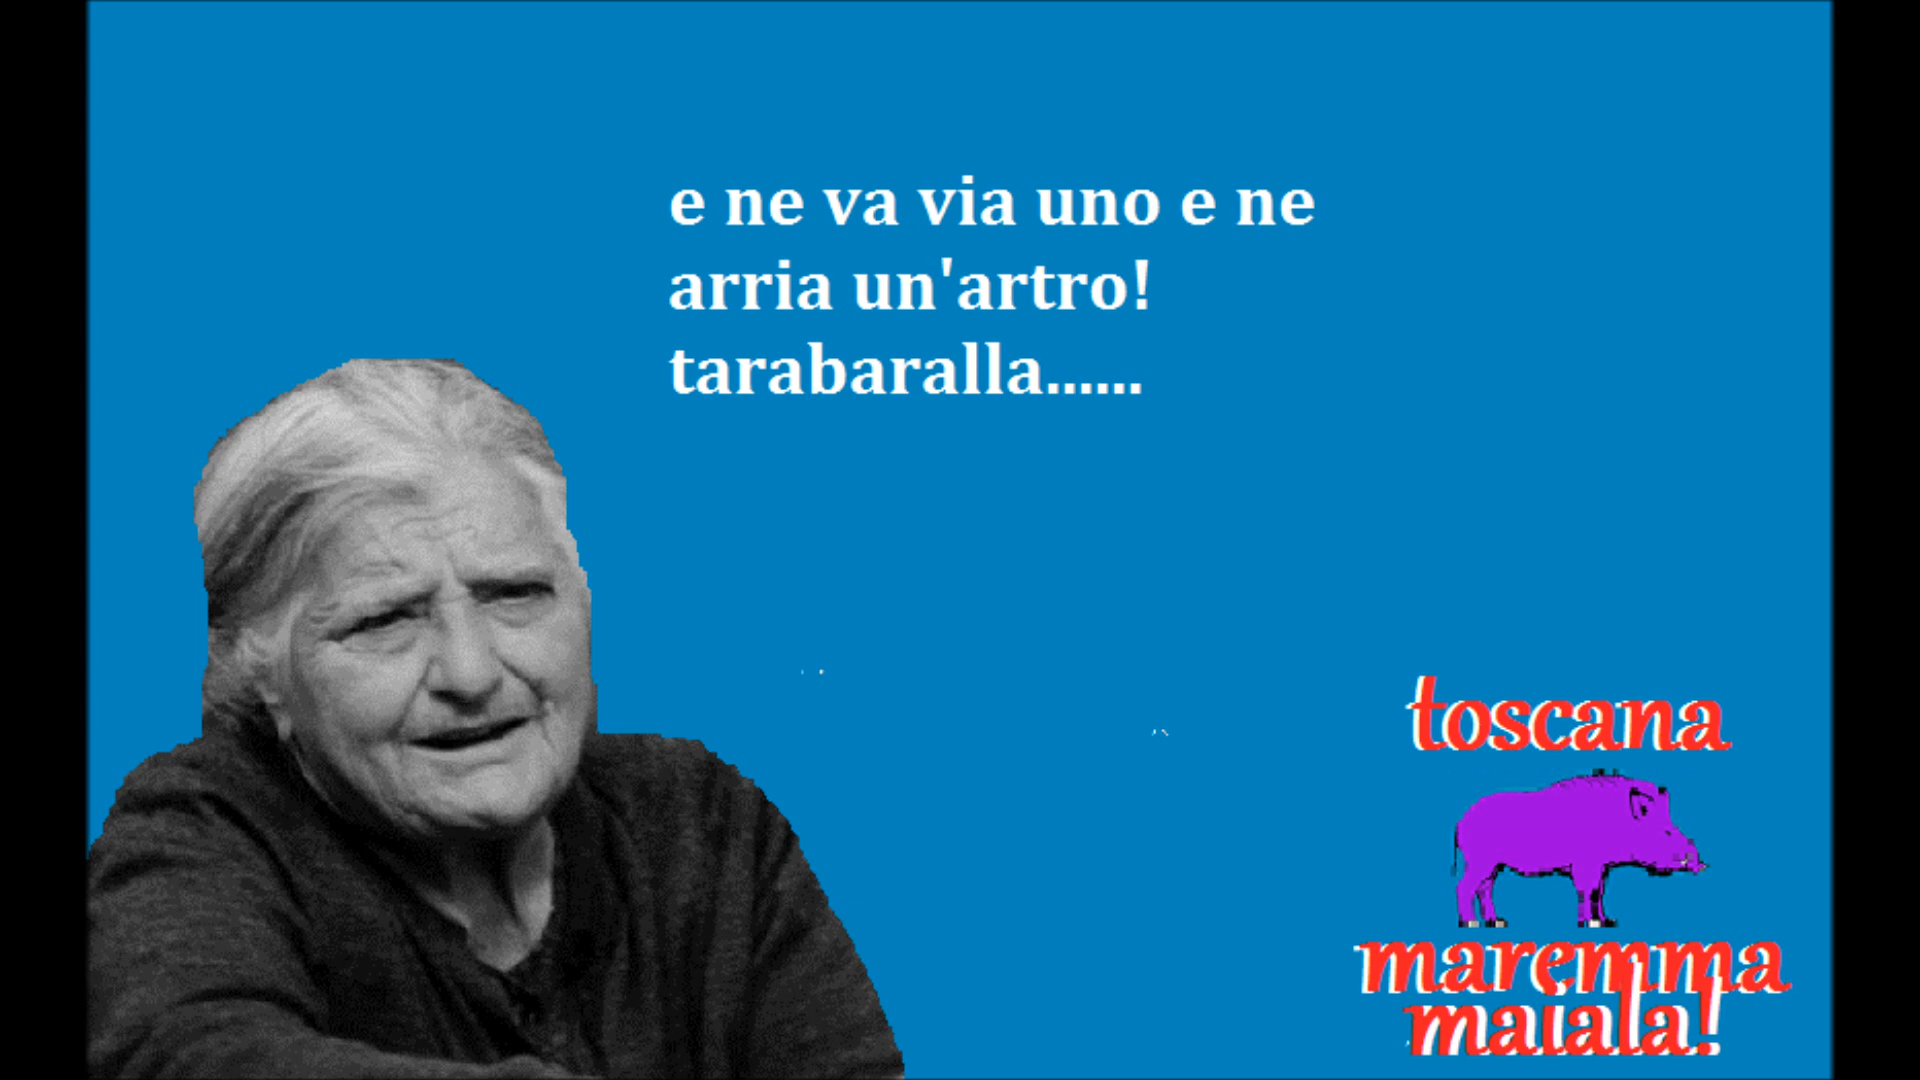 e ne va via uno e ne
arria un'artro!
tarabaralla......
toscana
maremma
maiala!